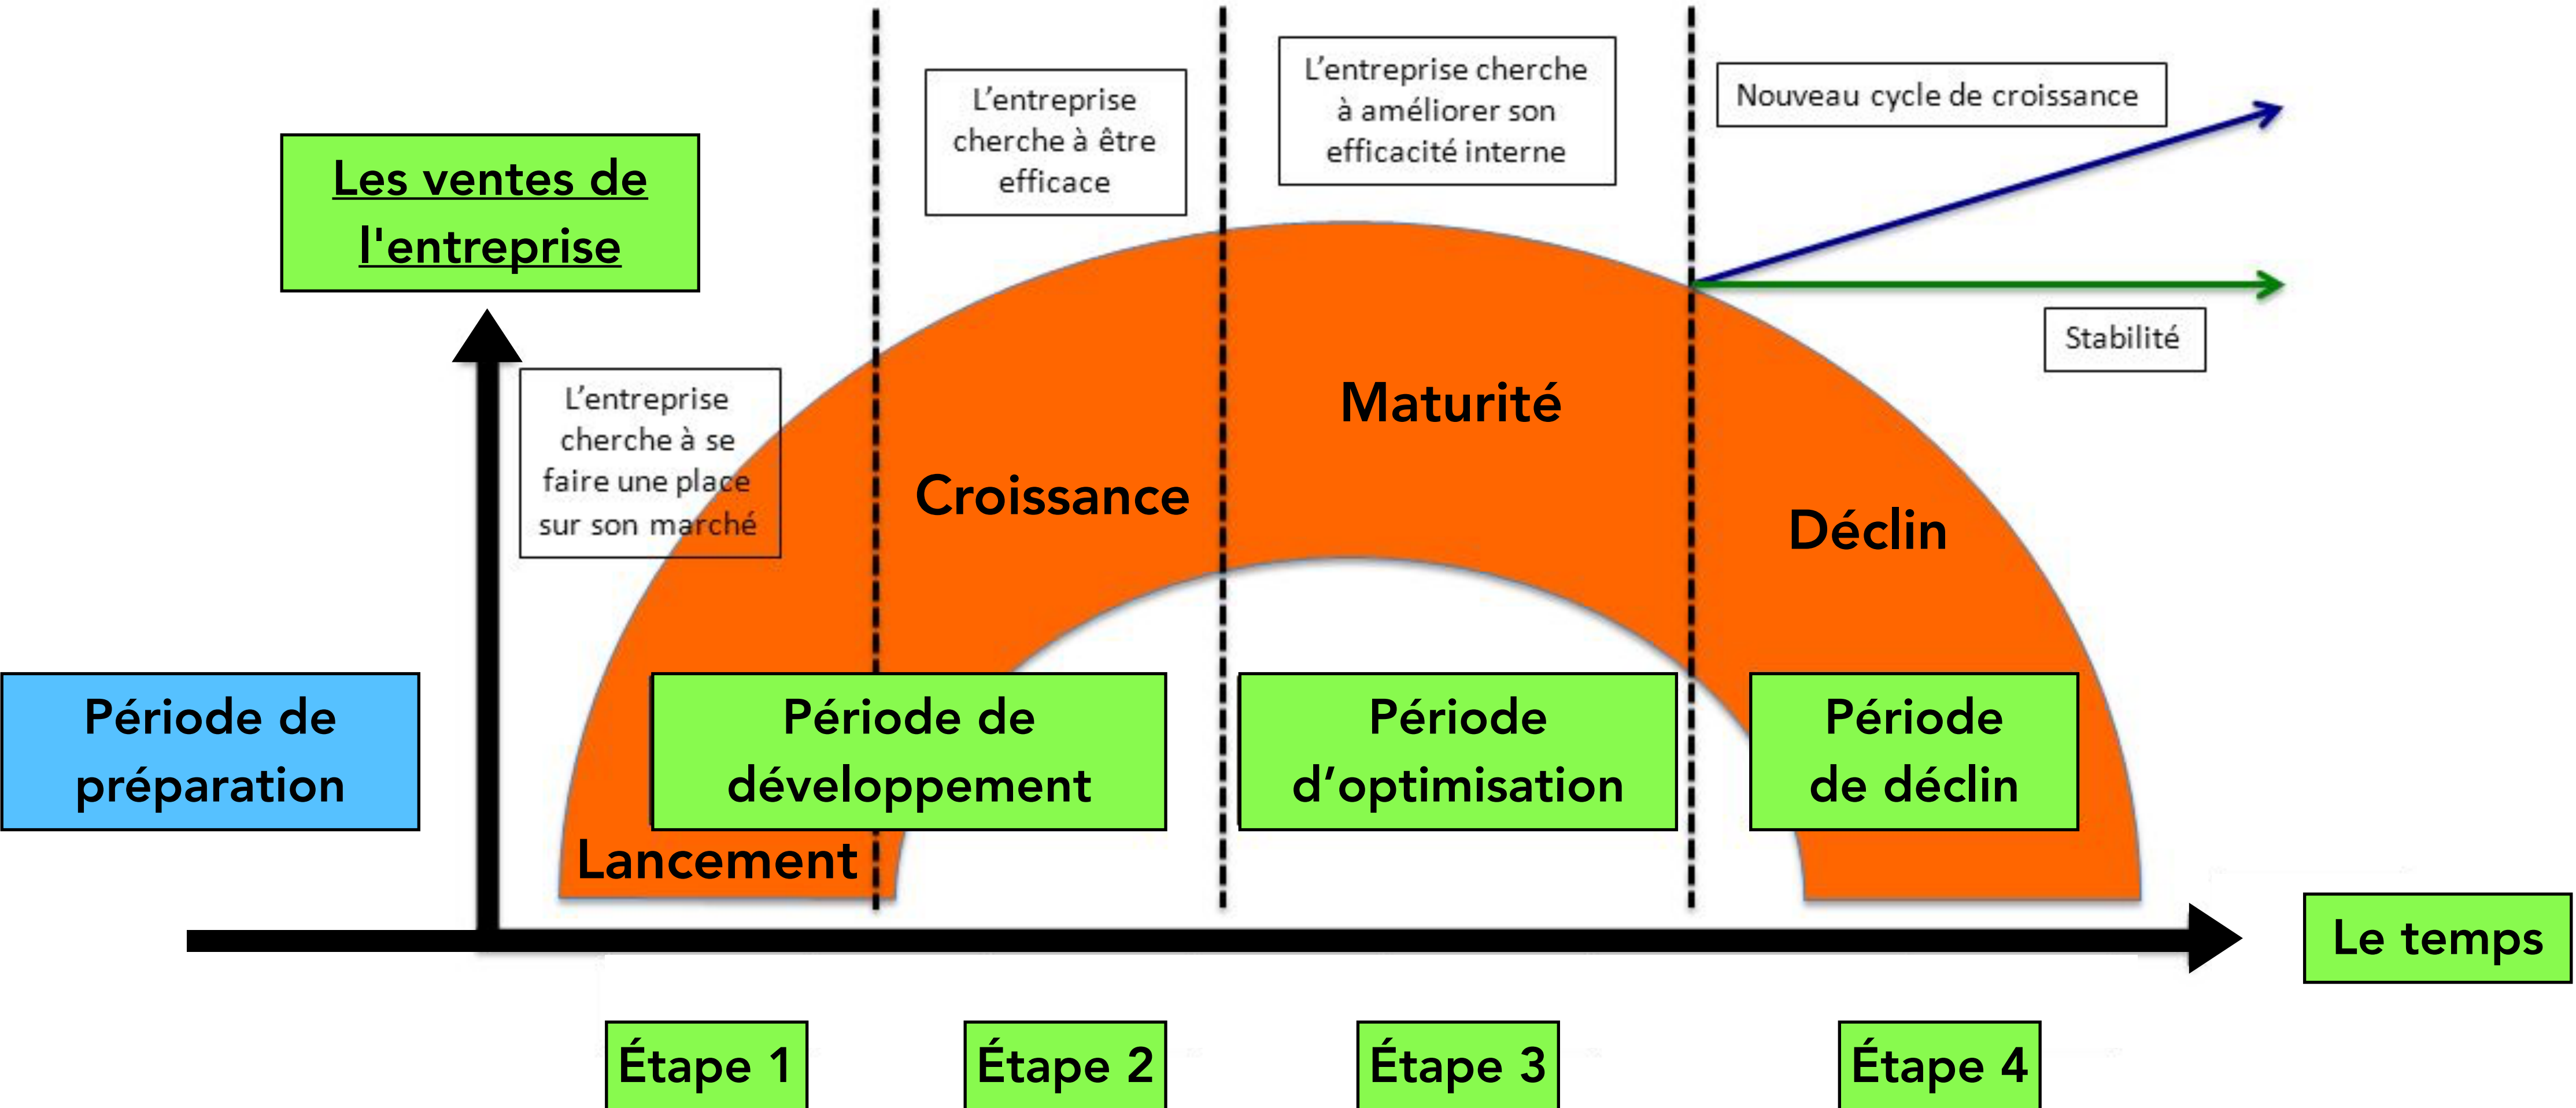 Les ventes de
l'entreprise
L'entreprise
cherche à se
faire une place
sur son marché
L'entreprise
cherche à être
efficace
L'entreprise cherche
à améliorer son
efficacité interne
Nouveau cycle de croissance
Stabilité
Maturité
Croissance
Déclin
Période de
préparation
Période de
développement
Période
d’optimisation
Période
de déclin
Lancement
Le temps
Étape 1
Étape 2
Étape 3
Étape 4